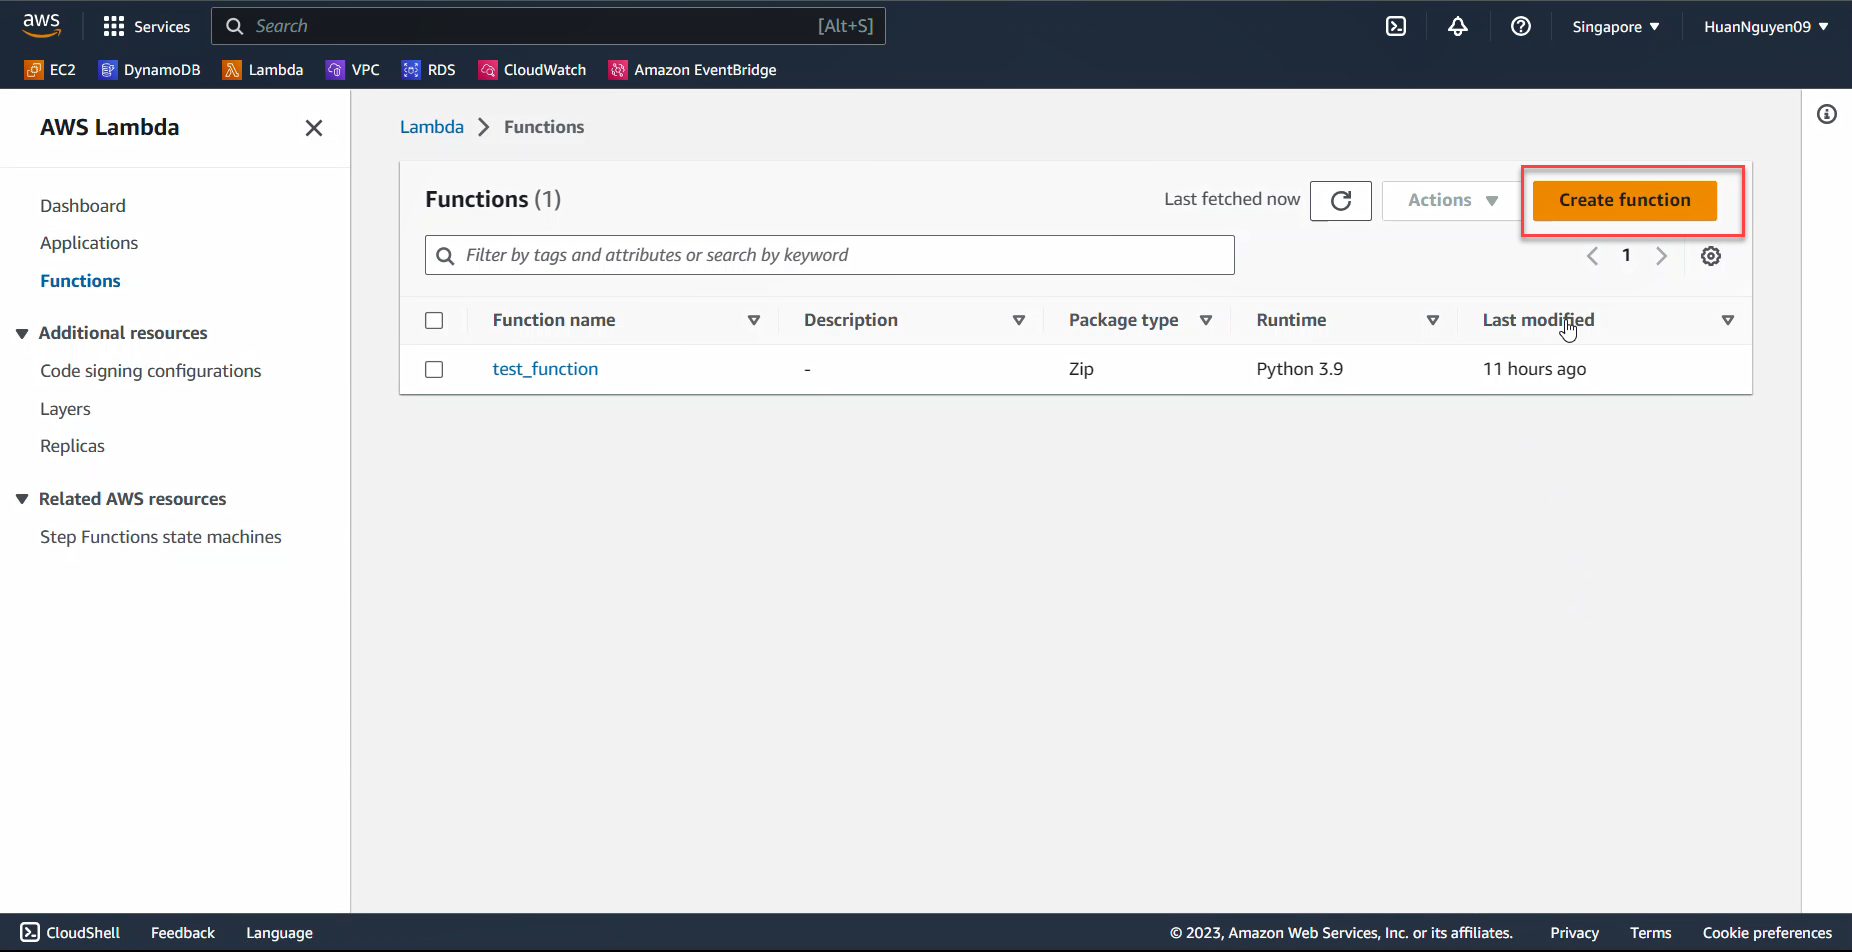 aws Services Search [Alt+S] Singapore HuanNguyen09
EC2 DynamoDB Lambda VPC RDS CloudWatch Amazon EventBridge
AWS Lambda
Dashboard
Applications
Functions
Additional resources
Code signing configurations
Layers
Replicas
Related AWS resources
Step Functions state machines
Lambda Functions
Functions (1) Last fetched now Actions Create function
Filter by tags and attributes or search by keyword 1
Function name Description Package type Runtime Last modified
test_function - Zip Python 3.9 11 hours ago
CloudShell Feedback Language © 2023, Amazon Web Services, Inc. or its affiliates. Privacy Terms Cookie preferences